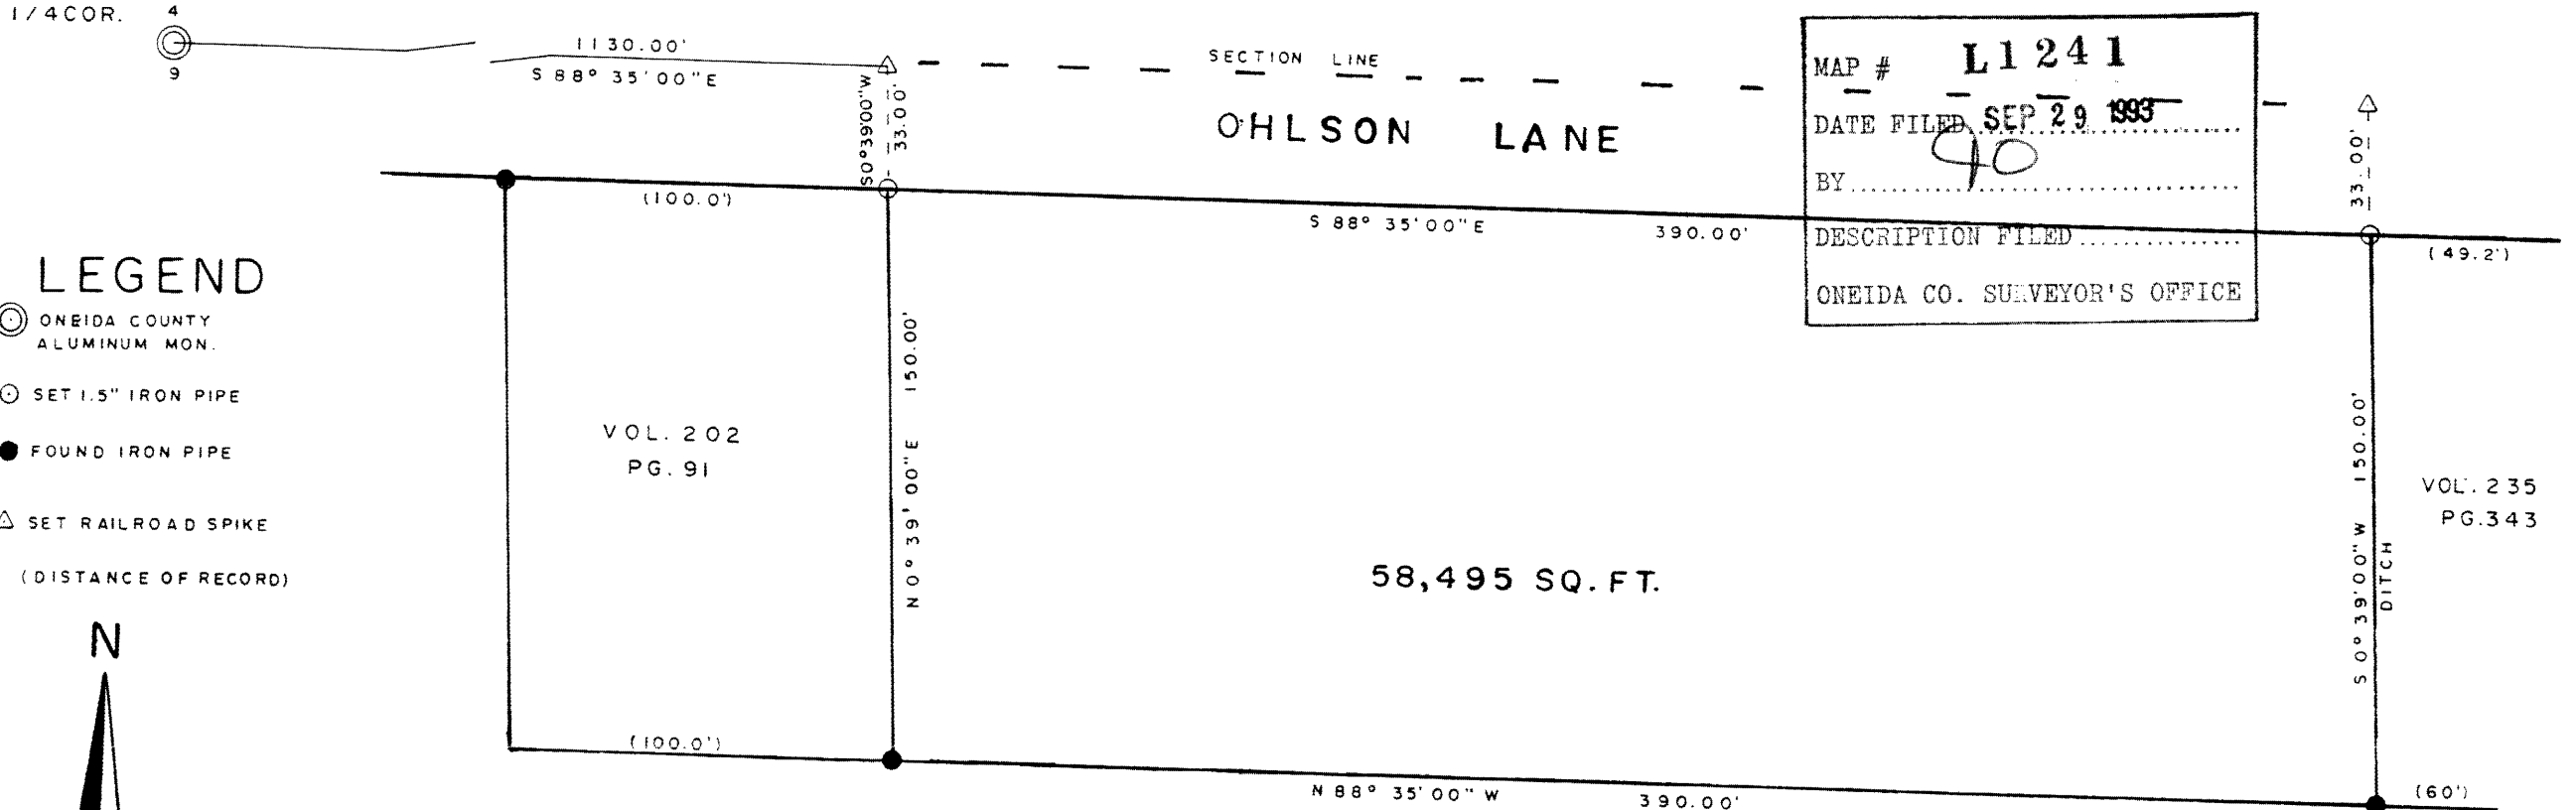 1/4 COR.
4
9
1130.00'
S 88° 35'00"E
S0°39'00"W
33.00'
SECTION LINE
OHLSON LANE
MAP # L1241
DATE FILED SEP 29 1993
BY
DESCRIPTION FILED
ONEIDA CO. SURVEYOR'S OFFICE
33.00'
(100.0')
S 88° 35'00"E 390.00'
(49.2')
LEGEND
ONEIDA COUNTY
ALUMINUM MON.
SET 1.5" IRON PIPE
FOUND IRON PIPE
SET RAILROAD SPIKE
(DISTANCE OF RECORD)
N
VOL. 202
PG. 91
N 0° 39' 00"E 150.00'
58,495 SQ. FT.
S 0° 39'00"W 150.00'
DITCH
VOL. 235
PG. 343
(100.0')
N 88° 35'00" W 390.00'
(60')